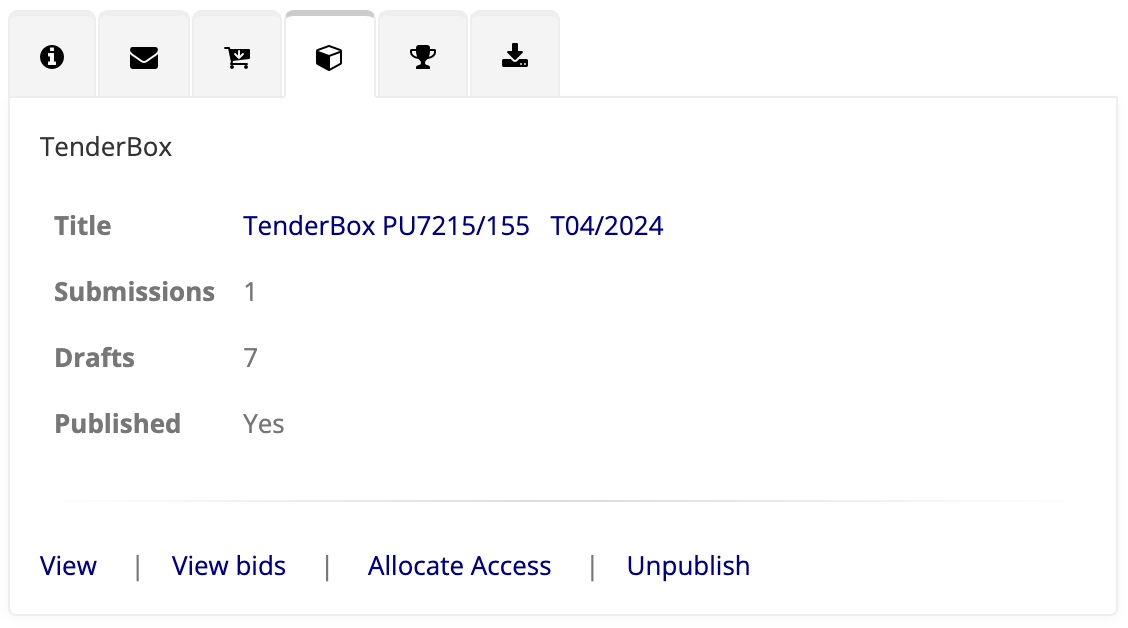 TenderBox
Title TenderBox PU7215/155 T04/2024
Submissions 1
Drafts 7
Published Yes
View | View bids | Allocate Access | Unpublish